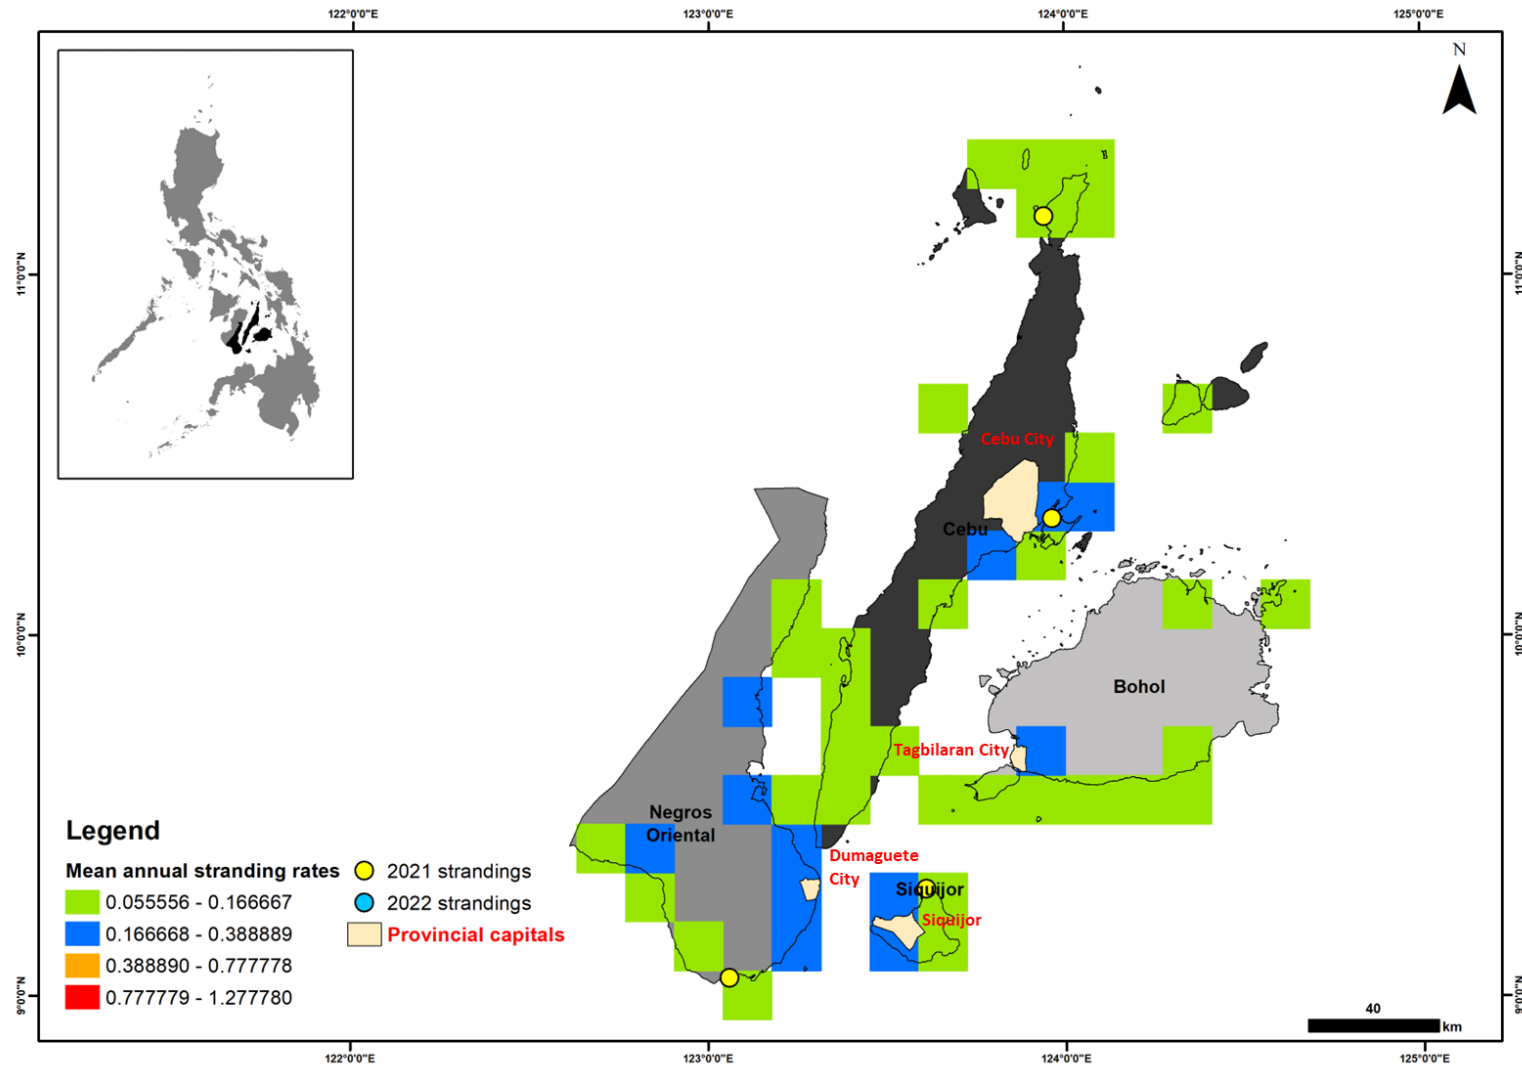 122°0'0"E
123°0'0"E
124°0'0"E
125°0'0"E
N
11°0'0"N
11°0'0"N
Cebu City
Cebu
10°0'0"N
10°0'0"N
Bohol
Tagbilaran City
Negros
Oriental
Dumaguete
City
Siquijor
Siquijor
Legend
Mean annual stranding rates
0.055556 - 0.166667
0.166668 - 0.388889
0.388890 - 0.777778
0.777779 - 1.277780
2021 strandings
2022 strandings
Provincial capitals
9°0'0"N
9°0'0"N
40
km
122°0'0"E
123°0'0"E
124°0'0"E
125°0'0"E